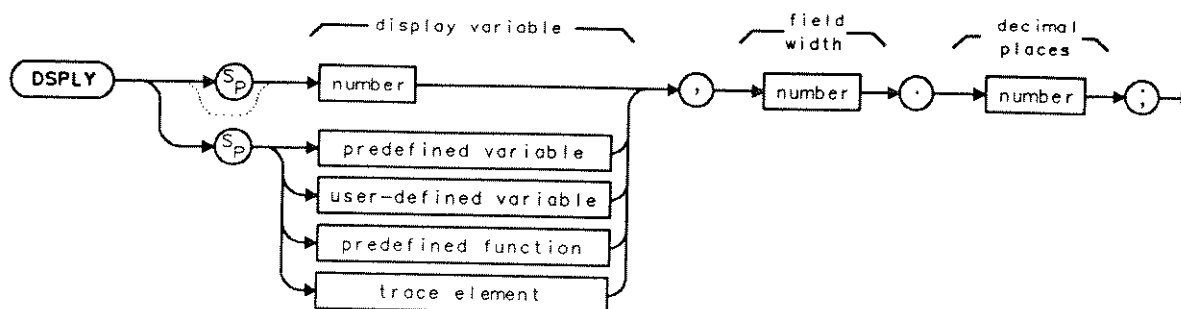 display variable
field width
decimal places
DSPLY
SP
number
,
number
.
number
;
SP
predefined variable
user-defined variable
predefined function
trace element